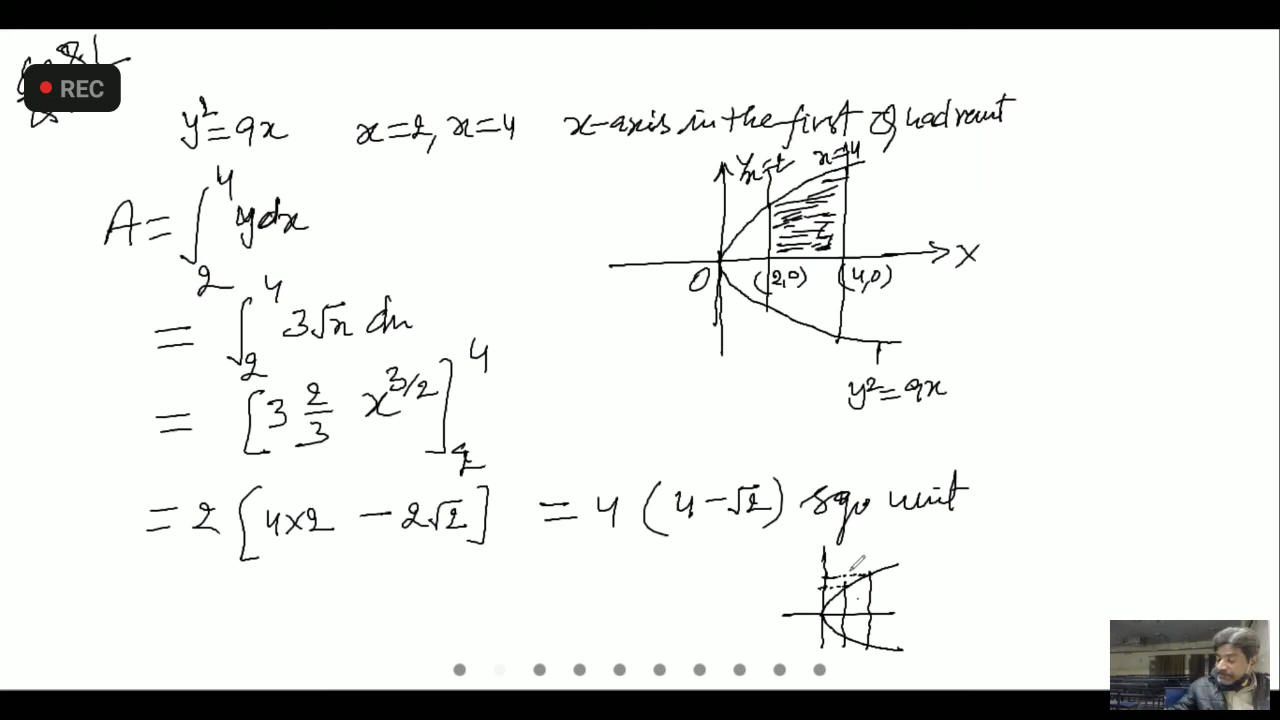 REC
y² = 9x    x=2, x=4    x-axis in the first Quadrant
Y
x=4
A = ∫₂⁴ y dx
X
O (2,0) (4,0)
= ∫₂⁴ 3√x dx
y² = 9x
= [3 2/3 x^{3/2}]₂⁴
= 2 [4×2 − 2√2] = 4 (4−√2) sq. unit